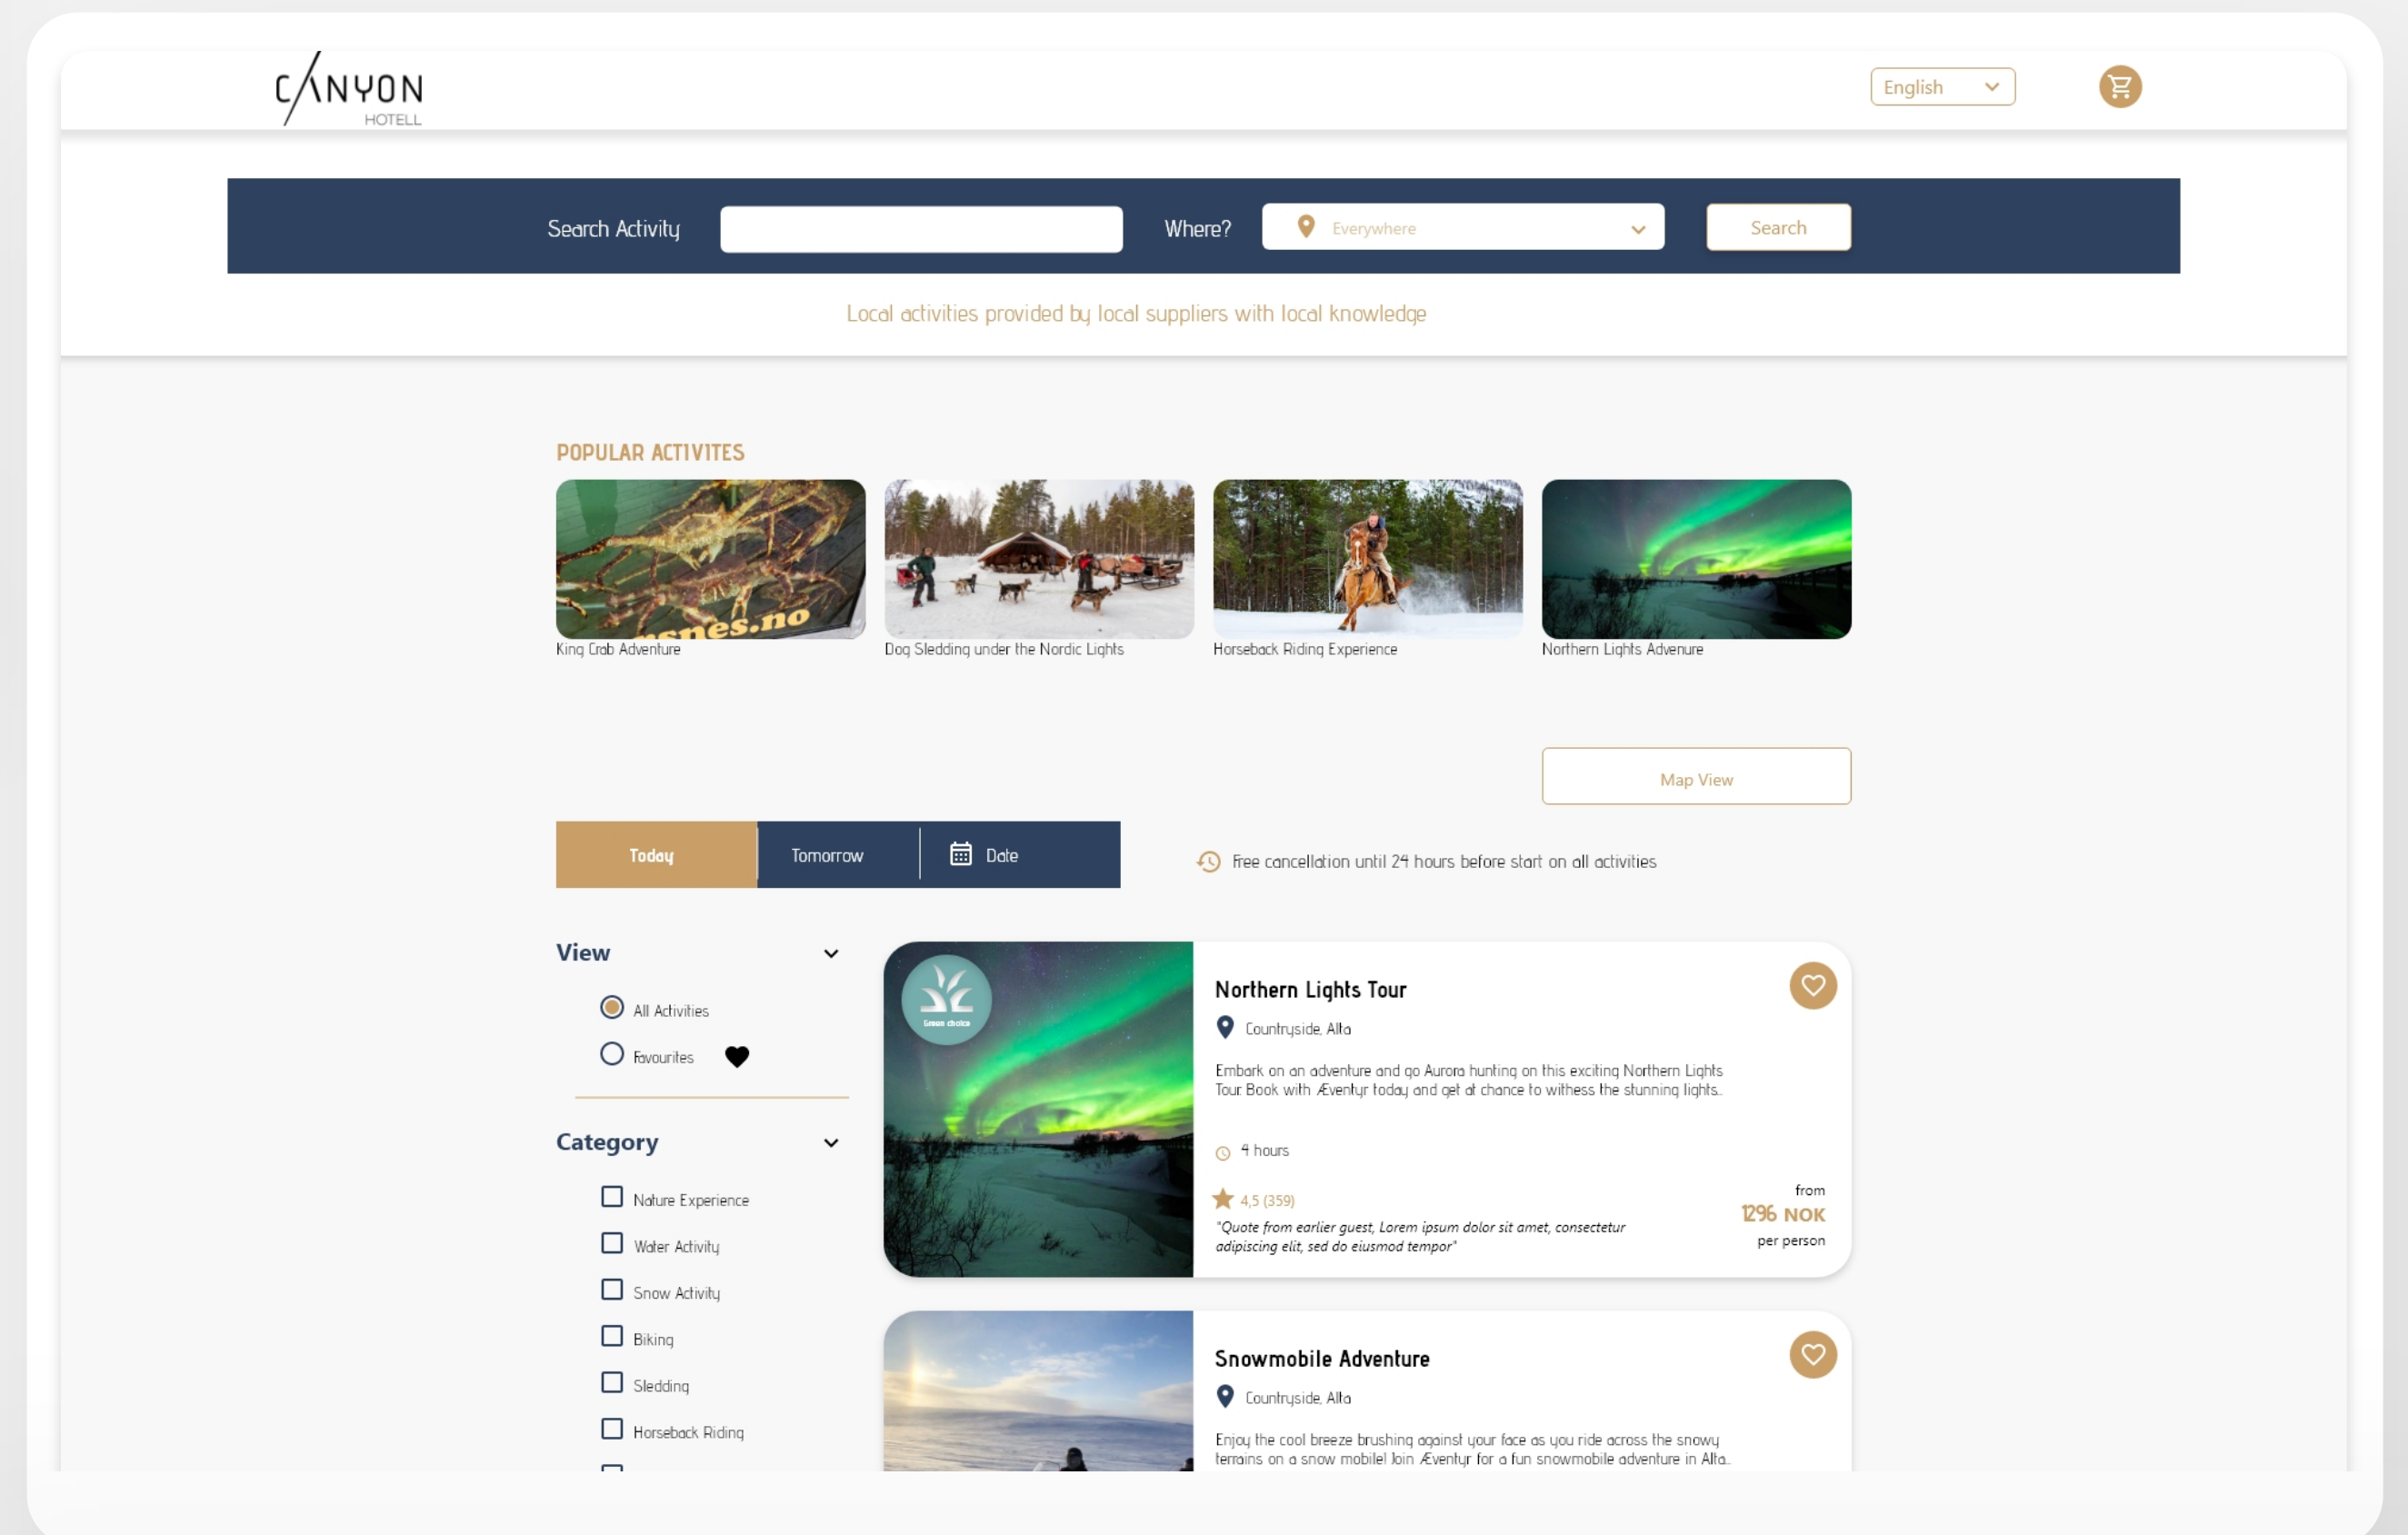 CANYON
HOTELL
English
Search Activity
Where?
Everywhere
Search
Local activities provided by local suppliers with local knowledge
POPULAR ACTIVITES
snes.no
King Crab Adventure
Dog Sledding under the Nordic Lights
Horseback Riding Experience
Northern Lights Advenure
Map View
Today
Tomorrow
Date
Free cancellation until 24 hours before start on all activities
View
All Activities
Favourites
Category
Nature Experience
Water Activity
Snow Activity
Biking
Sledding
Horseback Riding
Green choice
Northern Lights Tour
Countryside, Alta
Embark on an adventure and go Aurora hunting on this exciting Northern Lights
Tour. Book with Æventyr today and get at chance to withess the stunning lights...
4 hours
4,5 (359)
"Quote from earlier guest, Lorem ipsum dolor sit amet, consectetur
adipiscing elit, sed do eiusmod tempor"
from
1296 NOK
per person
Snowmobile Adventure
Countryside, Alta
Enjoy the cool breeze brushing against your face as you ride across the snowy
terrains on a snow mobile! Join Æventyr for a fun snowmobile adventure in Alta...